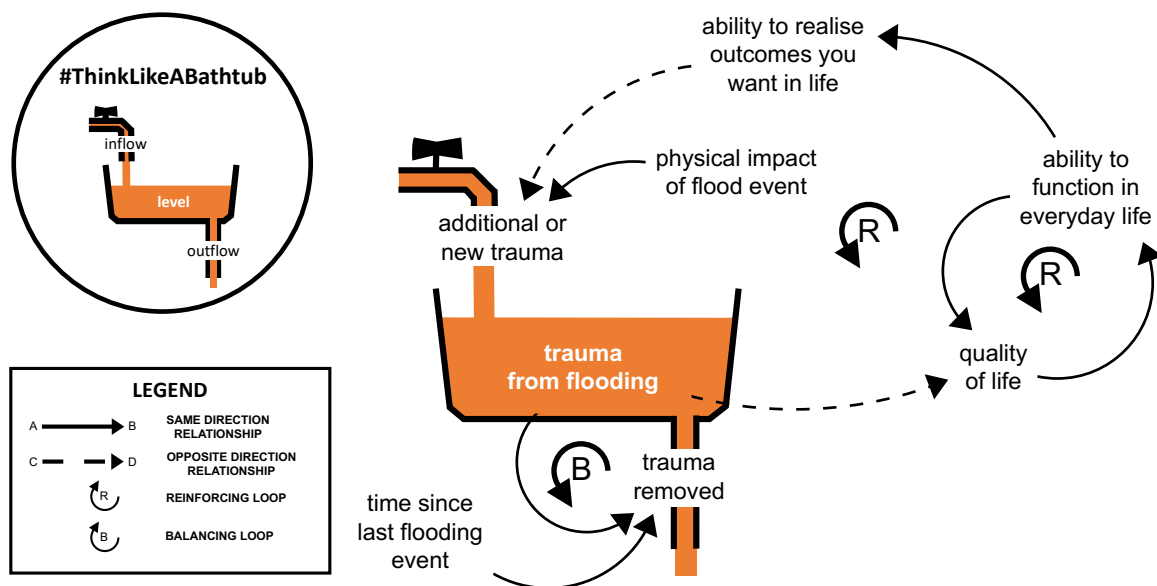 #ThinkLikeABathtub
inflow
level
outflow
LEGEND
A
B
SAME DIRECTION
RELATIONSHIP
C
D
OPPOSITE DIRECTION
RELATIONSHIP
R
REINFORCING LOOP
B
BALANCING LOOP
ability to realise
outcomes you
want in life
physical impact
of flood event
ability to
function in
everyday life
additional or
new trauma
R
R
trauma
from flooding
quality
of life
B
trauma
removed
time since
last flooding
event